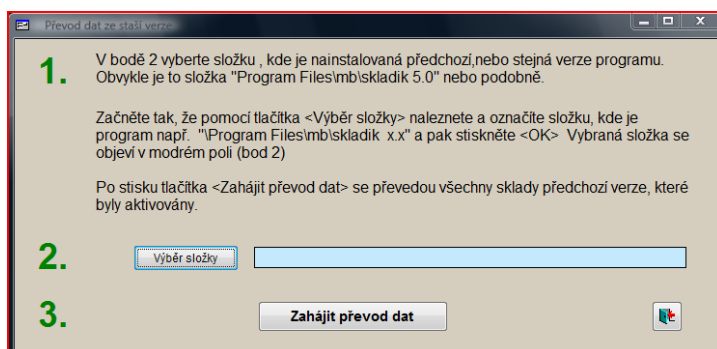 Převod dat ze staší verze
1.
V bodě 2 vyberte složku , kde je nainstalovaná předchozí,nebo stejná verze programu.
Obvykle je to složka "Program Files\mb\skladik 5.0" nebo podobně.
Začněte tak, že pomocí tlačítka <Výběr složky> naleznete a označíte složku, kde je
program např. "\Program Files\mb\skladik x.x" a pak stiskněte <OK> Vybraná složka se
objeví v modrém poli (bod 2)
Po stisku tlačítka <Zahájit převod dat> se převedou všechny sklady předchozí verze, které
byly aktivovány.
2.
Výběr složky
3.
Zahájit převod dat